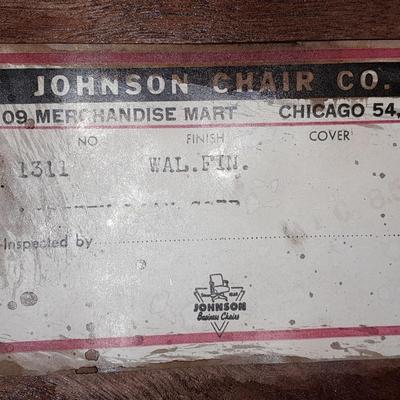 JOHNSON CHAIR CO.
09 MERCHANDISE MART CHICAGO 54,
NO FINISH COVER
1311 WAL.FIN.
Inspected by
JOHNSON
Business Chairs